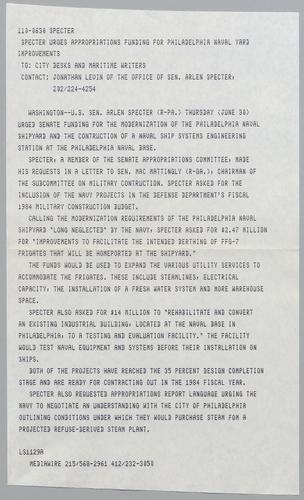 110-0630 SPECTER
SPECTER URGES APPROPRIATIONS FUNDING FOR PHILADELPHIA NAVAL YARD
IMPROVEMENTS
TO: CITY DESKS AND MARITIME WRITERS
CONTACT: JONATHAN LEVIN OF THE OFFICE OF SEN. ARLEN SPECTER,
202/224-4254
WASHINGTON--U.S. SEN. ARLEN SPECTER (R-PA.) THURSDAY (JUNE 30)
URGED SENATE FUNDING FOR THE MODERNIZATION OF THE PHILADELPHIA NAVAL
SHIPYARD AND THE CONTRUCTION OF A NAVAL SHIP SYSTEMS ENGINEERING
STATION AT THE PHILADELPHIA NAVAL BASE.
SPECTER, A MEMBER OF THE SENATE APPROPRIATIONS COMMITTEE, MADE
HIS REQUESTS IN A LETTER TO SEN. MAC MATTINGLY (R-GA.), CHAIRMAN OF
THE SUBCOMMITTEE ON MILITARY CONSTRUCTION. SPECTER ASKED FOR THE
INCLUSION OF THE NAVY PROJECTS IN THE DEFENSE DEPARTMENT'S FISCAL
1984 MILITARY CONSTRUCTION BUDGET.
CALLING THE MODERNIZATION REQUIREMENTS OF THE PHILADELPHIA NAVAL
SHIPYARD "LONG NEGLECTED" BY THE NAVY, SPECTER ASKED FOR $2.47 MILLION
FOR "IMPROVEMENTS TO FACILITATE THE INTENDED BERTHING OF FFG-7
FRIGATES THAT WILL BE HOMEPORTED AT THE SHIPYARD."
THE FUNDS WOULD BE USED TO EXPAND THE VARIOUS UTILITY SERVICES TO
ACCOMMODATE THE FRIGATES. THESE INCLUDE STEAMLINES, ELECTRICAL
CAPACITY, THE INSTALLATION OF A FRESH WATER SYSTEM AND MORE WAREHOUSE
SPACE.
SPECTER ALSO ASKED FOR $14 MILLION TO "REHABILITATE AND CONVERT
AN EXISTING INDUSTRIAL BUILDING, LOCATED AT THE NAVAL BASE IN
PHILADELPHIA, TO A TESTING AND EVALUATION FACILITY." THE FACILITY
WOULD TEST NAVAL EQUIPMENT AND SYSTEMS BEFORE THEIR INSTALLATION ON
SHIPS.
BOTH OF THE PROJECTS HAVE REACHED THE 35 PERCENT DESIGN COMPLETION
STAGE AND ARE READY FOR CONTRACTING OUT IN THE 1984 FISCAL YEAR.
SPECTER ALSO REQUESTED APPROPRIATIONS REPORT LANGUAGE URGING THE
NAVY TO NEGOTIATE AN UNDERSTANDING WITH THE CITY OF PHILADELPHIA
OUTLINING CONDITIONS UNDER WHICH THEY WOULD PURCHASE STEAM FOM A
PROJECTED REFUSE-DERIVED STEAM PLANT.
LS1129A
MEDIAWIRE 215/568-2961 412/232-3050